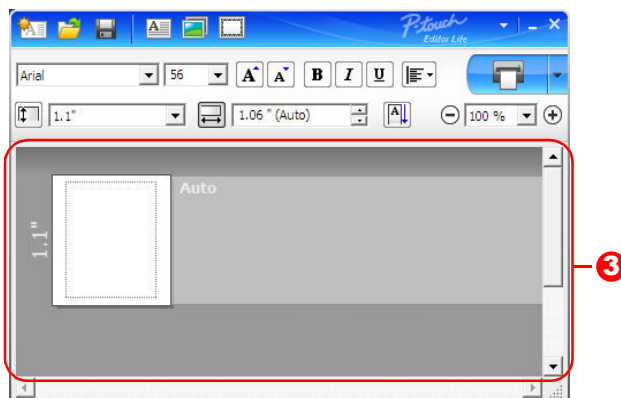 P-touch
Editor Lite
Arial 56 A A B I U
1.1" 1.06 " (Auto) A 100 %
Auto
1.1"
3